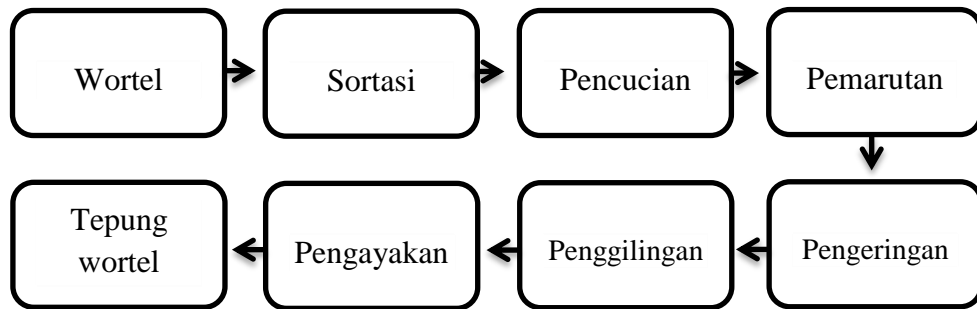 Wortel
Sortasi
Pencucian
Pemarutan
Pengeringan
Penggilingan
Pengayakan
Tepung
wortel